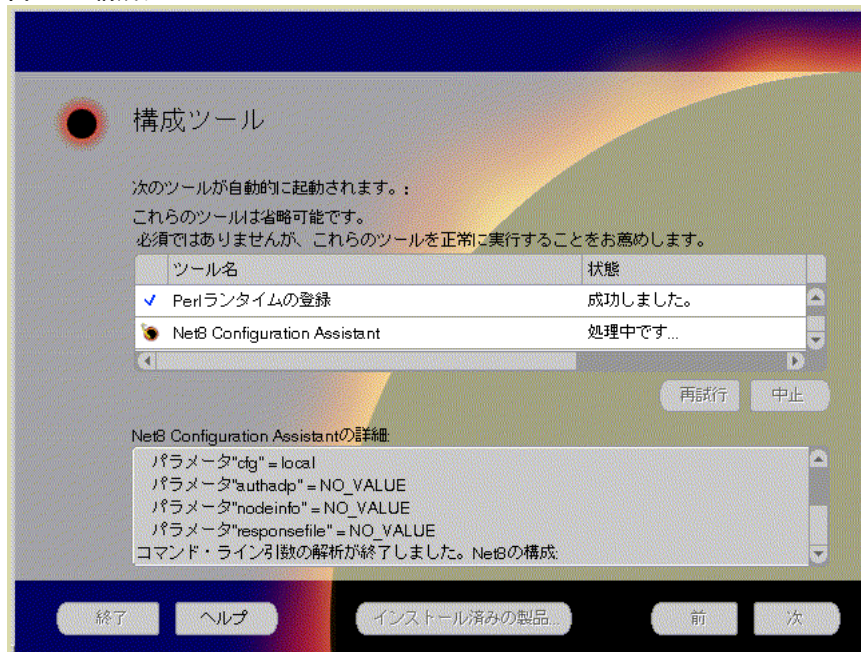 構成ツール
次のツールが自動的に起動されます。:
これらのツールは省略可能です。
必須ではありませんが、これらのツールを正常に実行することをお薦めします。
ツール名 状態
Perlランタイムの登録 成功しました。
Net8 Configuration Assistant 処理中です...
再試行 中止
Net8 Configuration Assistantの詳細:
パラメータ"cfg" = local
パラメータ"authadp" = NO_VALUE
パラメータ"nodeinfo" = NO_VALUE
パラメータ"responsefile" = NO_VALUE
コマンド・ライン引数の解析が終了しました。Net8の構成:
終了 ヘルプ インストール済みの製品... 前 次